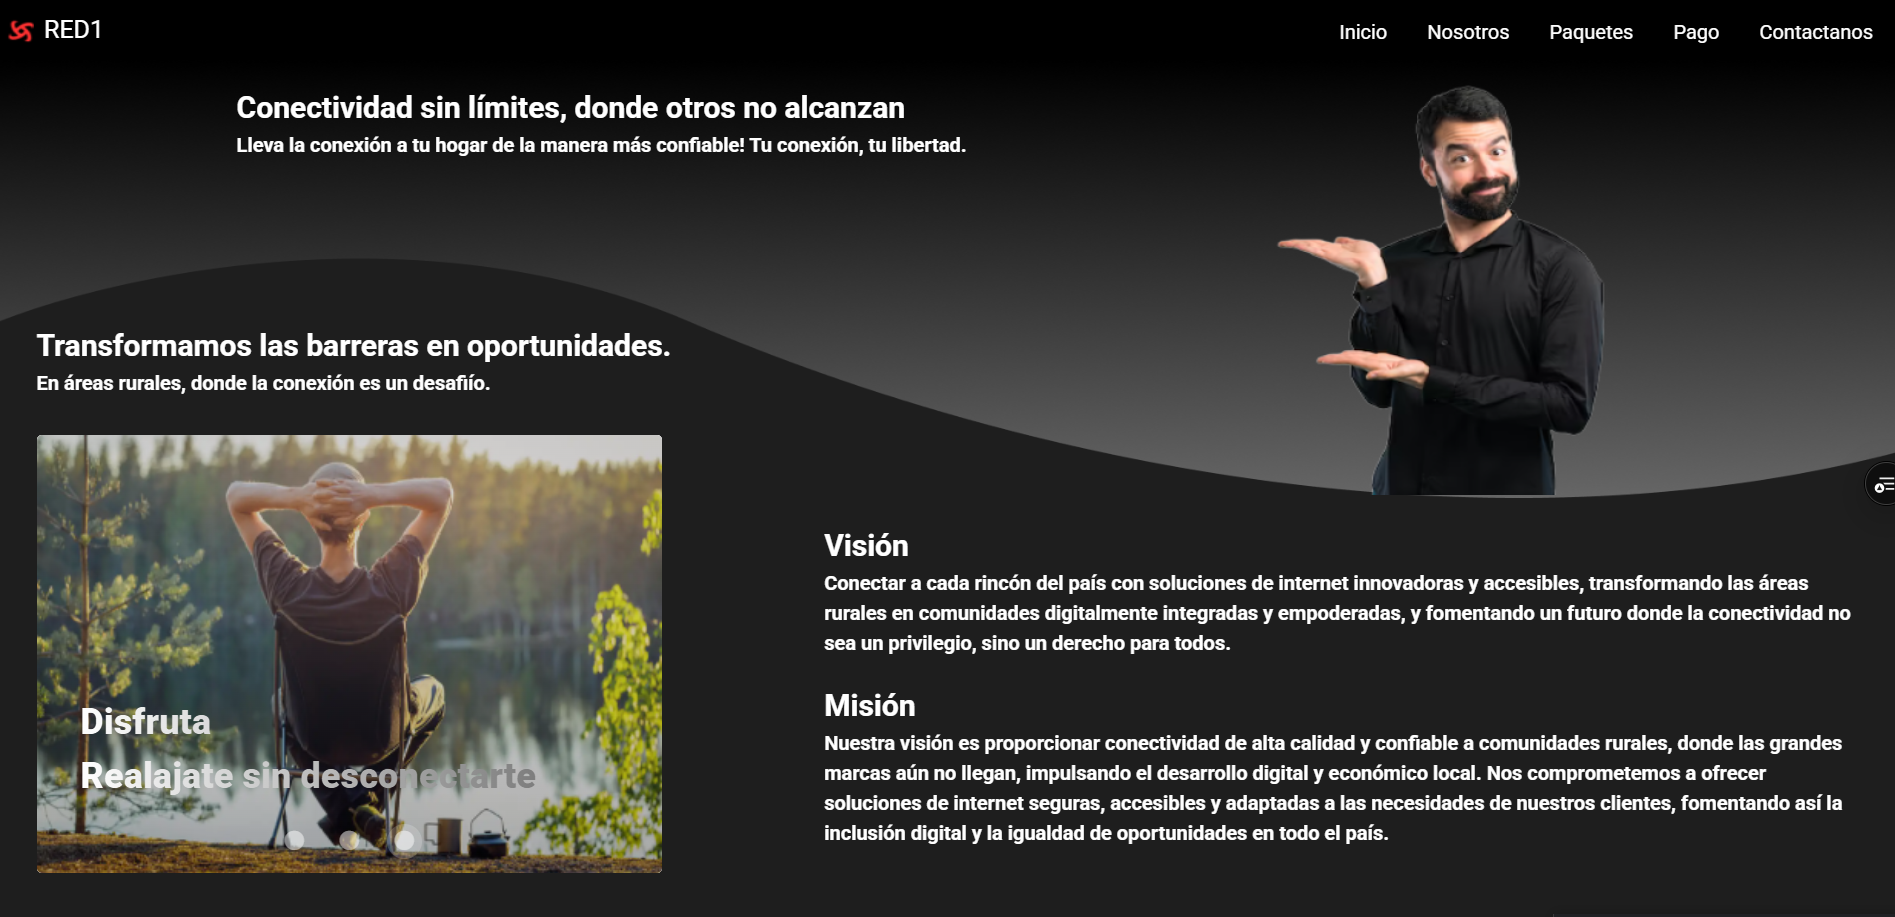 RED1
Inicio Nosotros Paquetes Pago Contactanos
Conectividad sin límites, donde otros no alcanzan
Lleva la conexión a tu hogar de la manera más confiable! Tu conexión, tu libertad.
Transformamos las barreras en oportunidades.
En áreas rurales, donde la conexión es un desafiío.
Disfruta
Realajate sin desconectarte
Visión
Conectar a cada rincón del país con soluciones de internet innovadoras y accesibles, transformando las áreas
rurales en comunidades digitalmente integradas y empoderadas, y fomentando un futuro donde la conectividad no
sea un privilegio, sino un derecho para todos.
Misión
Nuestra visión es proporcionar conectividad de alta calidad y confiable a comunidades rurales, donde las grandes
marcas aún no llegan, impulsando el desarrollo digital y económico local. Nos comprometemos a ofrecer
soluciones de internet seguras, accesibles y adaptadas a las necesidades de nuestros clientes, fomentando así la
inclusión digital y la igualdad de oportunidades en todo el país.